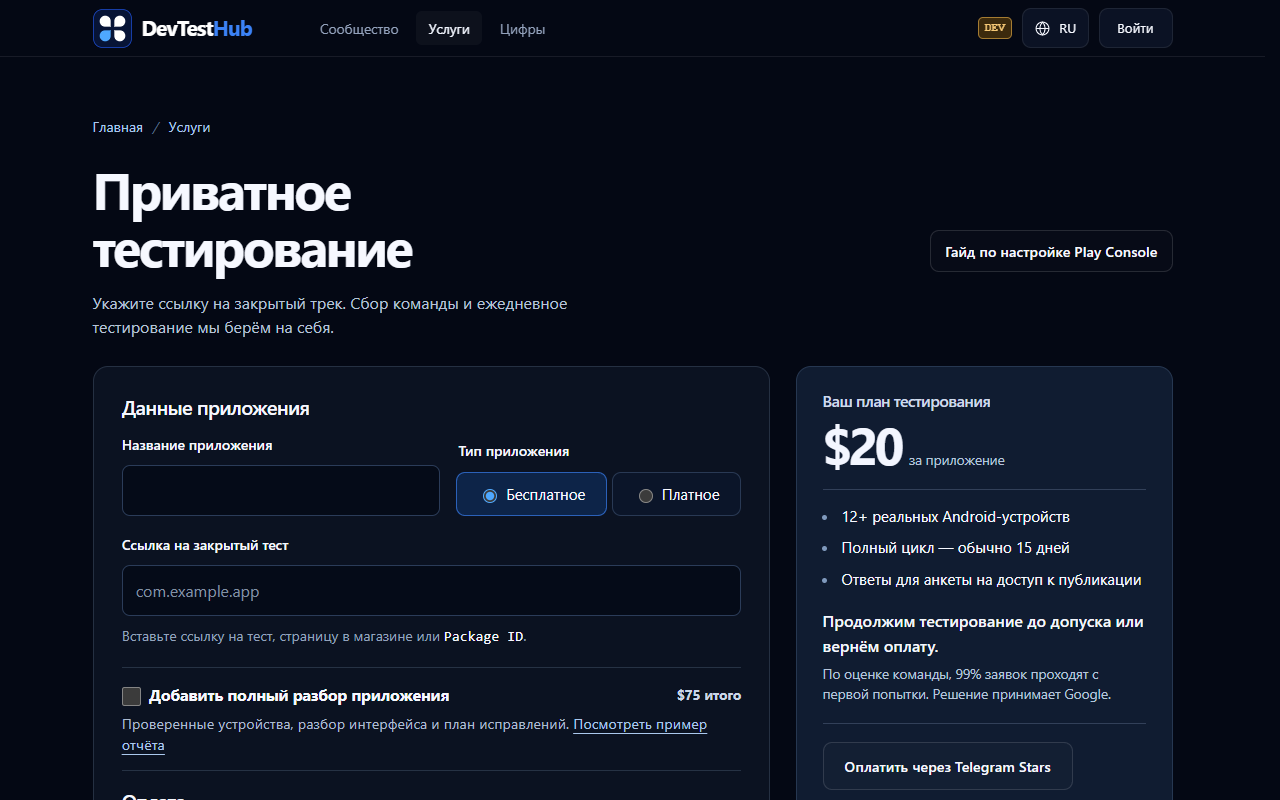 DevTestHub
Сообщество
Услуги
Цифры
DEV
RU
Войти
Главная / Услуги
Приватное
тестирование
Гайд по настройке Play Console
Укажите ссылку на закрытый трек. Сбор команды и ежедневное
тестирование мы берём на себя.
Данные приложения
Название приложения
Тип приложения
Бесплатное
Платное
Ссылка на закрытый тест
com.example.app
Вставьте ссылку на тест, страницу в магазине или Package ID.
Добавить полный разбор приложения
$75 итого
Проверенные устройства, разбор интерфейса и план исправлений. Посмотреть пример
отчёта
Оплата
Ваш план тестирования
$20 за приложение
12+ реальных Android-устройств
Полный цикл — обычно 15 дней
Ответы для анкеты на доступ к публикации
Продолжим тестирование до допуска или
вернём оплату.
По оценке команды, 99% заявок проходят с
первой попытки. Решение принимает Google.
Оплатить через Telegram Stars